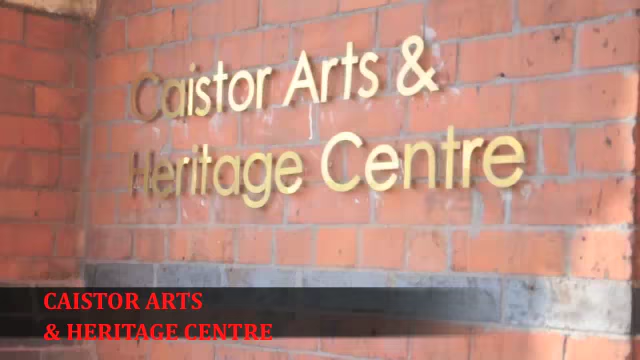 Caistor Arts &
Heritage Centre
CAISTOR ARTS
& HERITAGE CENTRE